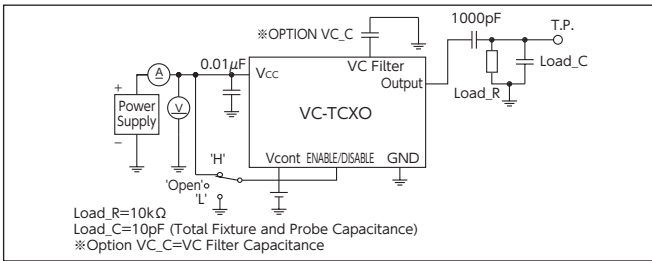 ※OPTION VC_C
1000pF
T.P.
0.01μF
A
Vcc
VC Filter
Output
Load_C
Load_R
+
Power
Supply
−
V
VC-TCXO
'H'
Vcont
ENABLE/DISABLE
GND
'Open'
'L'
Load_R=10kΩ
Load_C=10pF (Total Fixture and Probe Capacitance)
※Option VC_C=VC Filter Capacitance